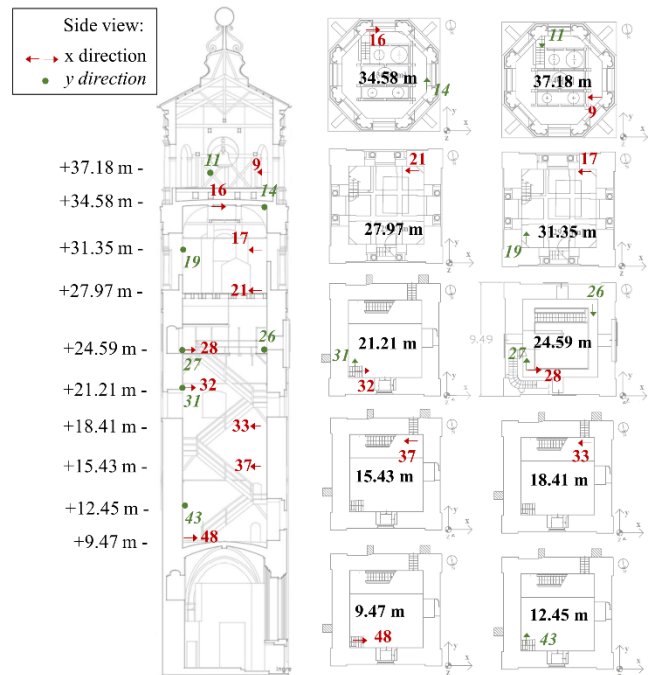 Side view:
x direction
y direction
+37.18 m -
+34.58 m -
+31.35 m -
+27.97 m -
+24.59 m -
+21.21 m -
+18.41 m -
+15.43 m -
+12.45 m -
+9.47 m -
11
9
16
14
17
19
21
28
26
27
32
31
33
37
43
48
16
34.58 m
14
y
x
z
11
37.18 m
9
y
x
z
21
27.97 m
y
x
z
17
31.35 m
19
y
x
z
21.21 m
31
32
y
x
z
26
9.49
24.59 m
27
28
y
x
z
37
15.43 m
y
x
z
33
18.41 m
y
x
z
9.47 m
48
y
x
z
12.45 m
43
y
x
z